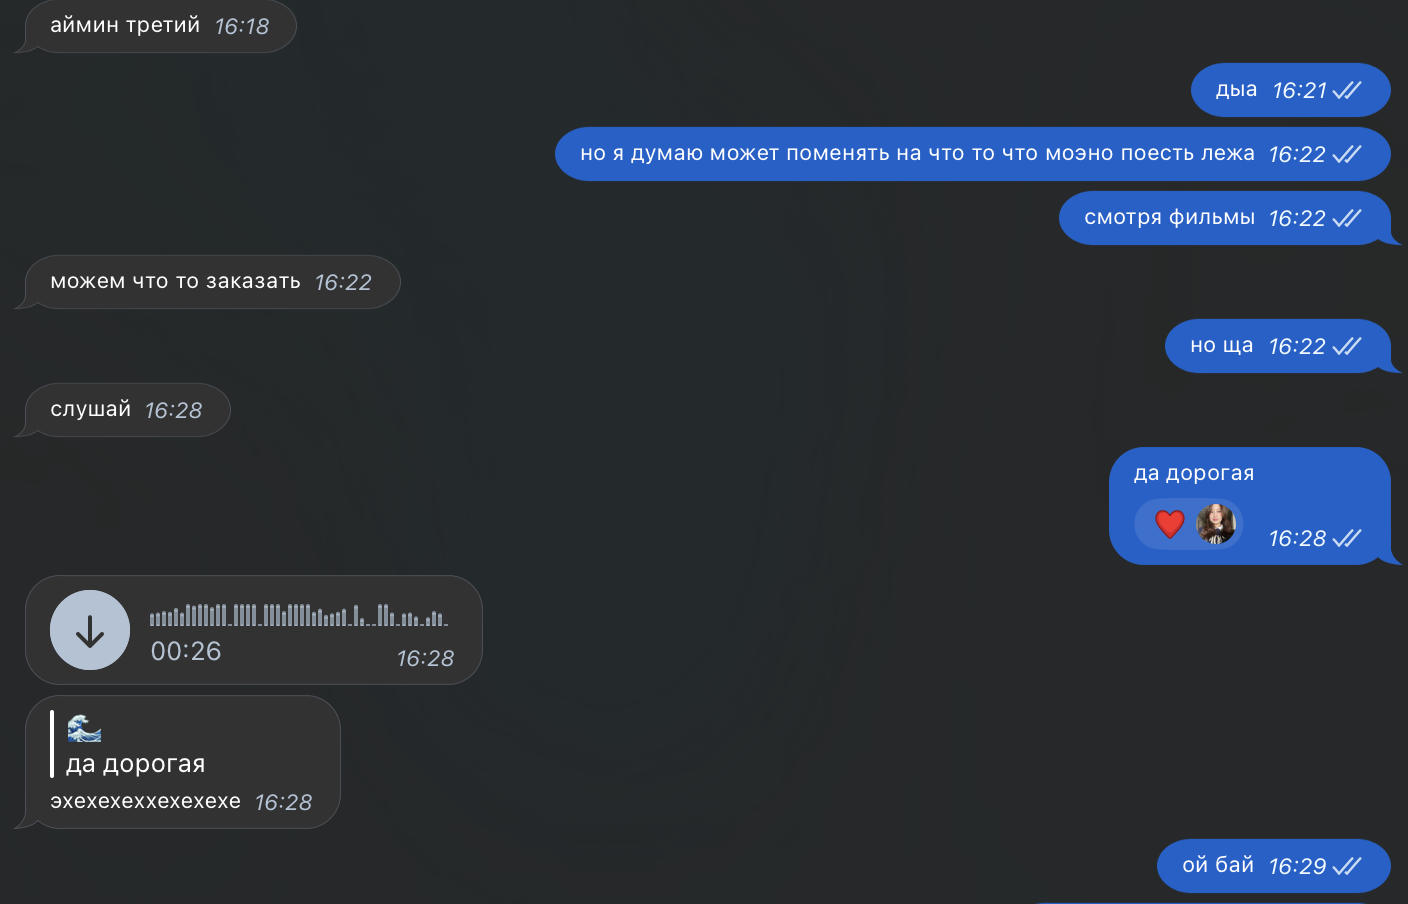 аймин третий 16:18
дыа 16:21
но я думаю может поменять на что то что моэно поесть лежа 16:22
смотря фильмы 16:22
можем что то заказать 16:22
но ща 16:22
слушай 16:28
да дорогая
16:28
00:26
16:28
да дорогая
эхехехеххехехехе 16:28
ой бай 16:29